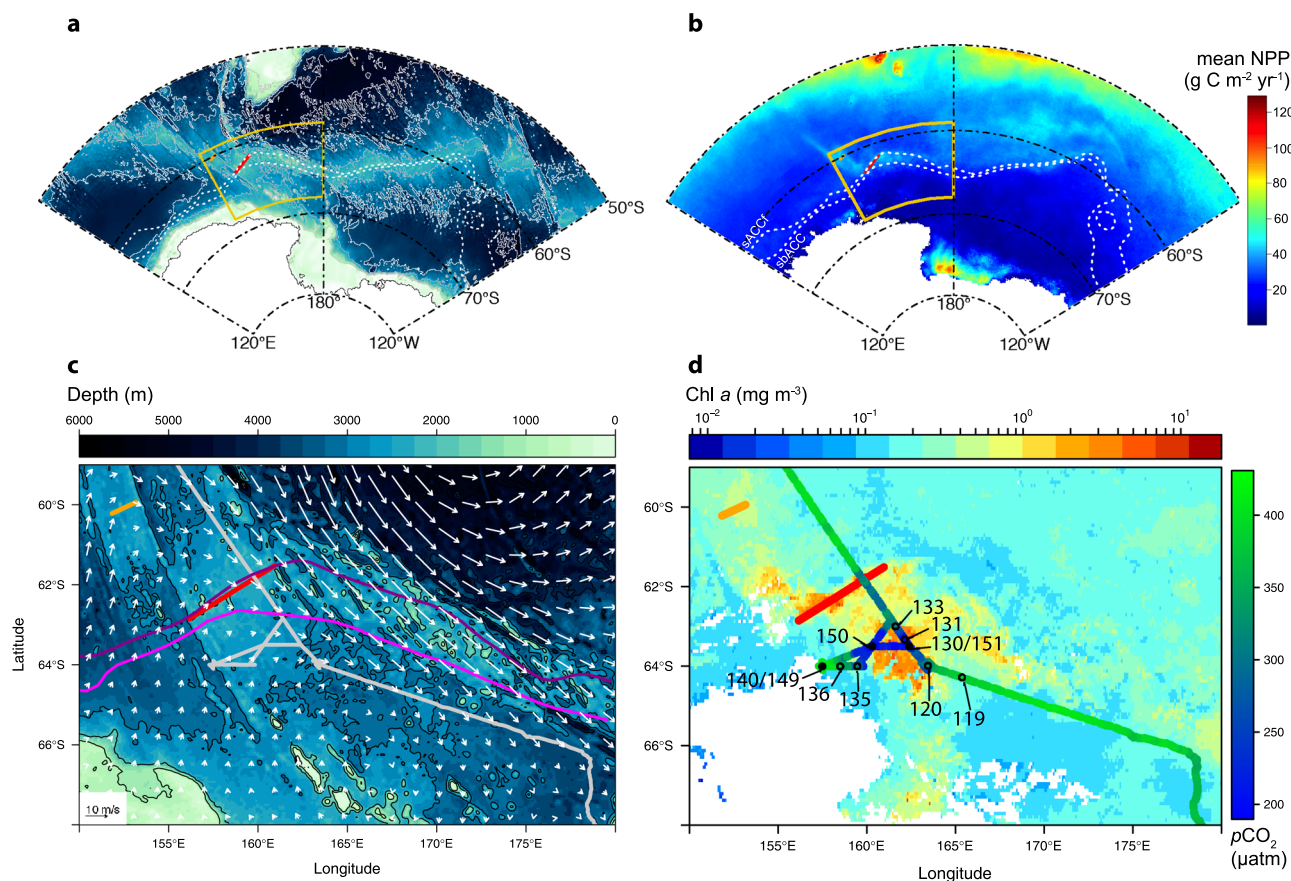 a
50°S
60°S
70°S
180°
120°E
120°W
b
mean NPP
(g C m⁻² yr⁻¹)
120
100
80
60
40
20
sACCf
sbACC
60°S
70°S
180°
120°E
120°W
c
Depth (m)
6000 5000 4000 3000 2000 1000 0
60°S
62°S
64°S
66°S
Latitude
10 m/s
155°E 160°E 165°E 170°E 175°E
Longitude
d
Chl a (mg m⁻³)
10⁻² 10⁻¹ 10⁰ 10¹
60°S
62°S
64°S
66°S
133
131
150
130/151
140/149
136
135
120
119
155°E 160°E 165°E 170°E 175°E
Longitude
400
350
300
250
200
pCO₂
(μatm)